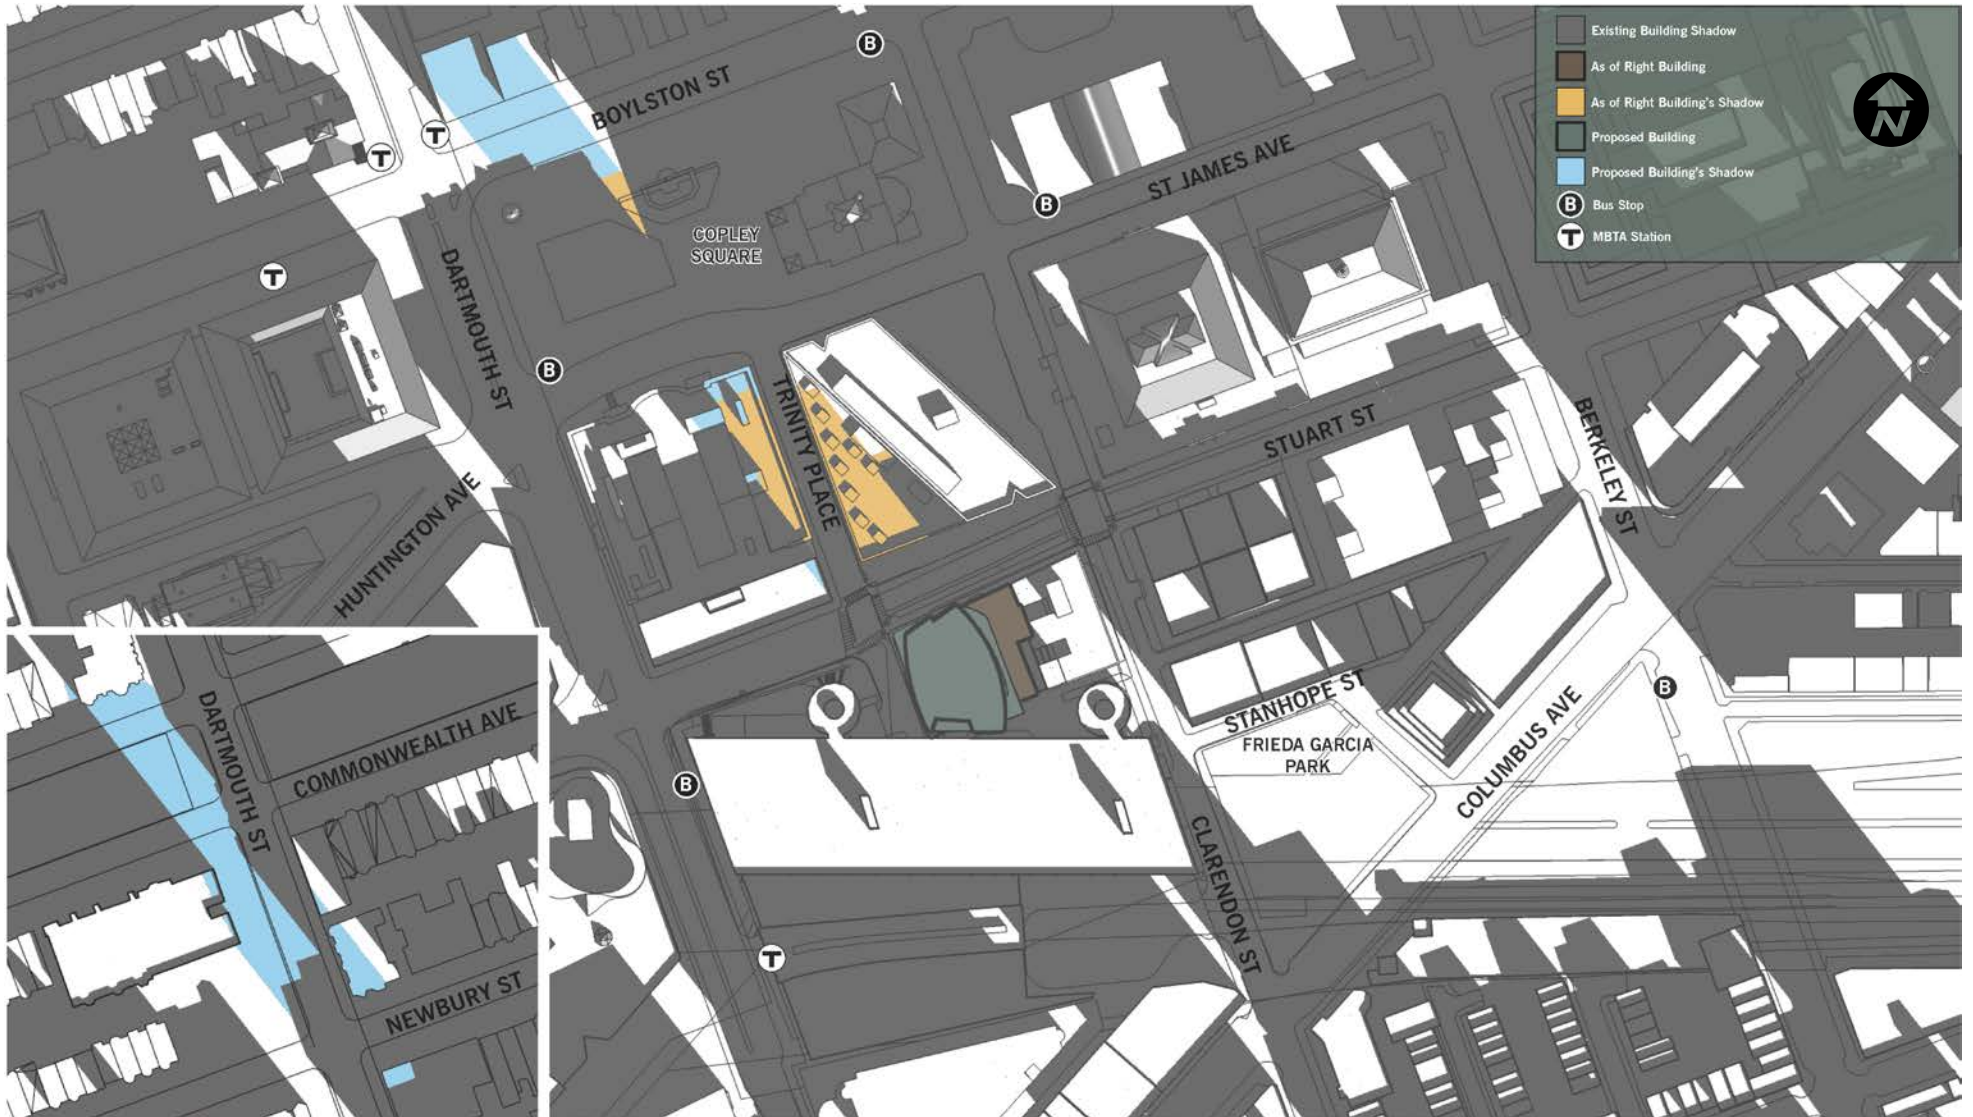 Existing Building Shadow
As of Right Building
As of Right Building's Shadow
Proposed Building
Proposed Building's Shadow
B Bus Stop
T MBTA Station
N
B
BOYLSTON ST
T
T
ST JAMES AVE
B
COPLEY
SQUARE
T
DARTMOUTH ST
B
TRINITY PLACE
STUART ST
BERKELEY ST
HUNTINGTON AVE
STANHOPE ST
FRIEDA GARCIA
PARK
B
COLUMBUS AVE
B
CLARENDON ST
T
DARTMOUTH ST
COMMONWEALTH AVE
NEWBURY ST